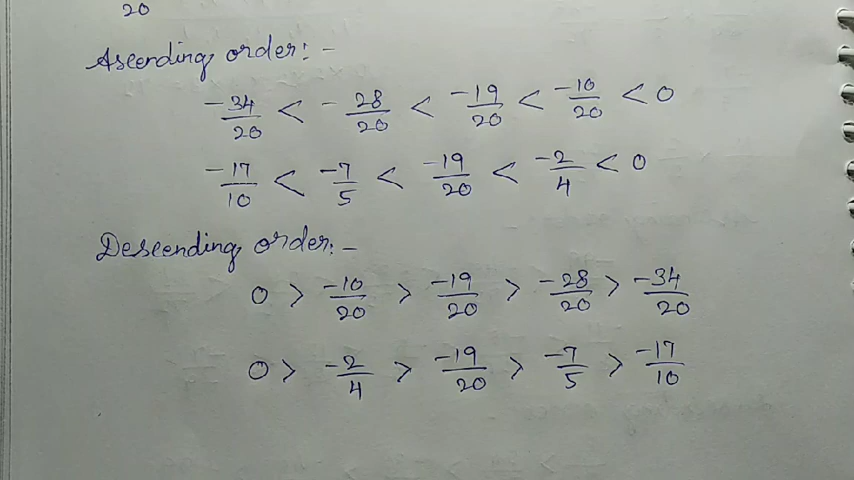 20
Ascending order:-
-34/20 < -28/20 < -19/20 < -10/20 < 0
-17/10 < -7/5 < -19/20 < -2/4 < 0
Descending order:-
0 > -10/20 > -19/20 > -28/20 > -34/20
0 > -2/4 > -19/20 > -7/5 > -17/10